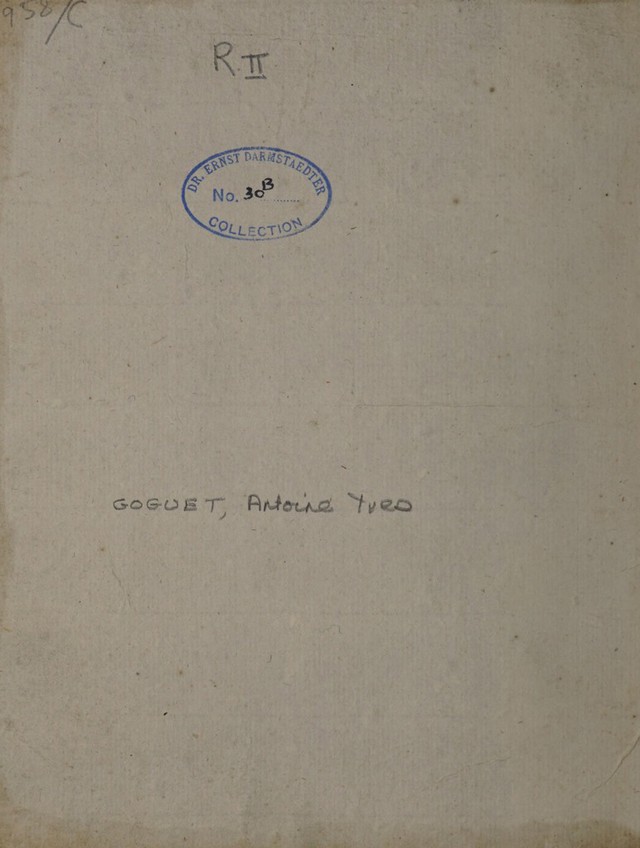 958/C
R II
DR. ERNST DARMSTAEDTER
No. 30B
COLLECTION
GOGUET, Antoine Yves